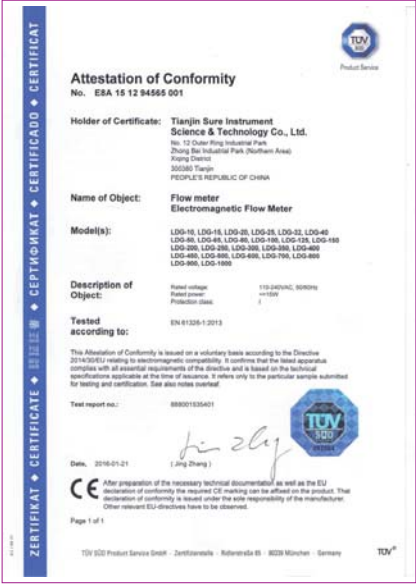 TÜV
SÜD
Product Service
Attestation of Conformity
No. E8A 15 12 94565 001
Holder of Certificate: Tianjin Sure Instrument
Science & Technology Co., Ltd.
No. 12 Outer Ring Industrial Park
Zhong Bei Industrial Park (Northern Area)
Xiqing District
300380 Tianjin
PEOPLE'S REPUBLIC OF CHINA
Name of Object: Flow meter
Electromagnetic Flow Meter
Model(s): LDG-10, LDG-15, LDG-20, LDG-25, LDG-32, LDG-40
LDG-50, LDG-65, LDG-80, LDG-100, LDG-125, LDG-150
LDG-200, LDG-250, LDG-300, LDG-350, LDG-400
LDG-450, LDG-500, LDG-600, LDG-700, LDG-800
LDG-900, LDG-1000
Description of
Object:
Rated voltage: 110-240VAC, 50/60Hz
Rated power: <=15W
Protection class: I
Tested
according to: EN 61326-1:2013
This Attestation of Conformity is issued on a voluntary basis according to the Directive
2014/30/EU relating to electromagnetic compatibility. It confirms that the listed apparatus
complies with all essential requirements of the directive and is based on the technical
specifications applicable at the time of issuance. It refers only to the particular sample submitted
for testing and certification. See also notes overleaf.
Test report no.: 688001535401
TÜV
SÜD
Date, 2016-01-21
( Jing Zhang )
CE
After preparation of the necessary technical documentation as well as the EU
declaration of conformity the required CE marking can be affixed on the product. That
declaration of conformity is issued under the sole responsibility of the manufacturer.
Other relevant EU-directives have to be observed.
Page 1 of 1
TÜV SÜD Product Service GmbH · Zertifizierstelle · Ridlerstraße 65 · 80339 München · Germany
TÜV®
ZERTIFIKAT ◆ CERTIFICATE ◆ ◆ СЕРТИФИКАТ ◆ CERTIFICADO ◆ CERTIFICAT